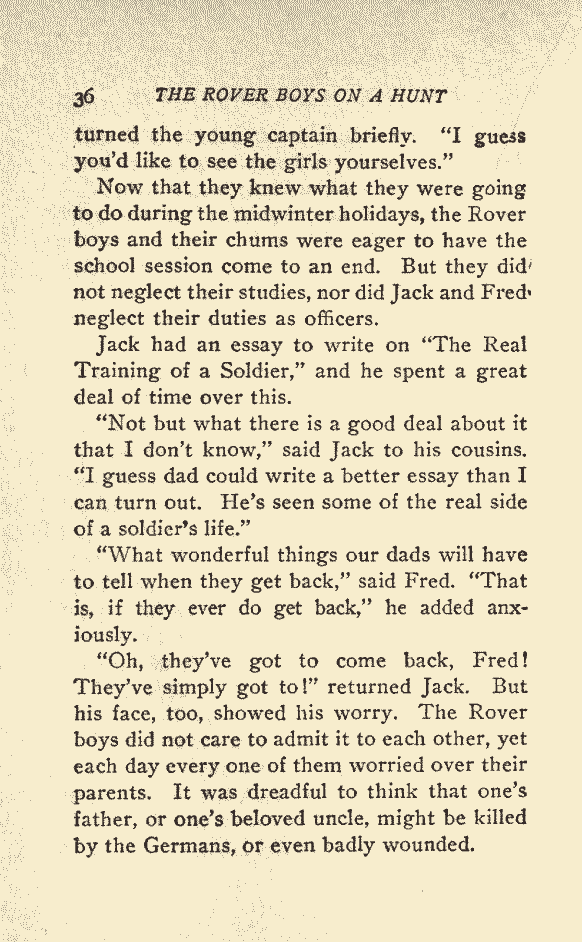 36 THE ROVER BOYS ON A HUNT
turned the young captain briefly. "I guess
you'd like to see the girls yourselves."
Now that they knew what they were going
to do during the midwinter holidays, the Rover
boys and their chums were eager to have the
school session come to an end. But they did
not neglect their studies, nor did Jack and Fred
neglect their duties as officers.
Jack had an essay to write on "The Real
Training of a Soldier," and he spent a great
deal of time over this.
"Not but what there is a good deal about it
that I don't know," said Jack to his cousins.
"I guess dad could write a better essay than I
can turn out. He's seen some of the real side
of a soldier's life."
"What wonderful things our dads will have
to tell when they get back," said Fred. "That
is, if they ever do get back," he added anx-
iously.
"Oh, they've got to come back, Fred!
They've simply got to!" returned Jack. But
his face, too, showed his worry. The Rover
boys did not care to admit it to each other, yet
each day every one of them worried over their
parents. It was dreadful to think that one's
father, or one's beloved uncle, might be killed
by the Germans, or even badly wounded.